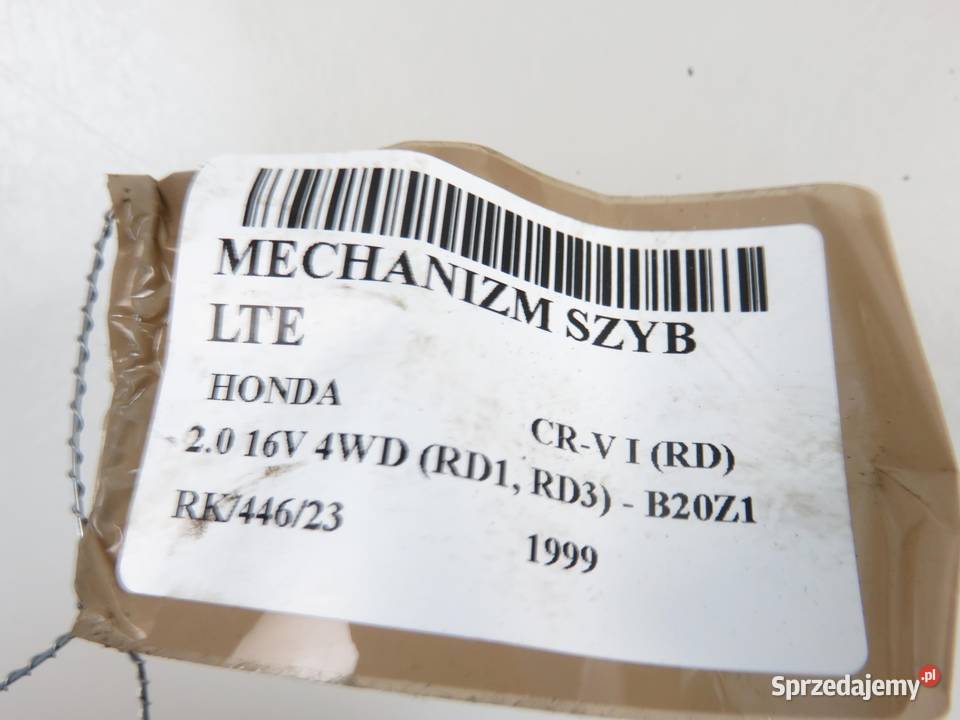 MECHANIZM SZYB
LTE
HONDA
CR-V I (RD)
2.0 16V 4WD (RD1, RD3) - B20Z1
RK/446/23
1999
Sprzedajemy.pl